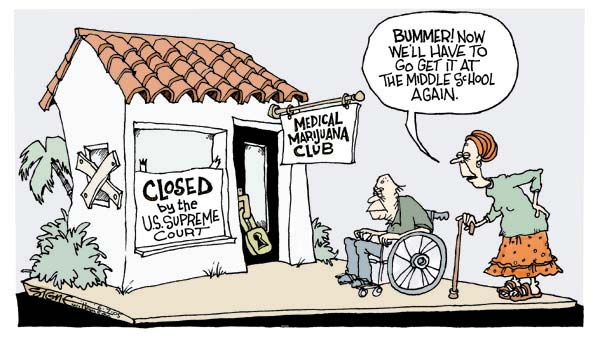 BUMMER! NOW
WE'LL HAVE TO
GO GET IT AT
THE MIDDLE SCHOOL
AGAIN.
MEDICAL
MARIJUANA
CLUB
CLOSED
by the
U.S. SUPREME
COURT